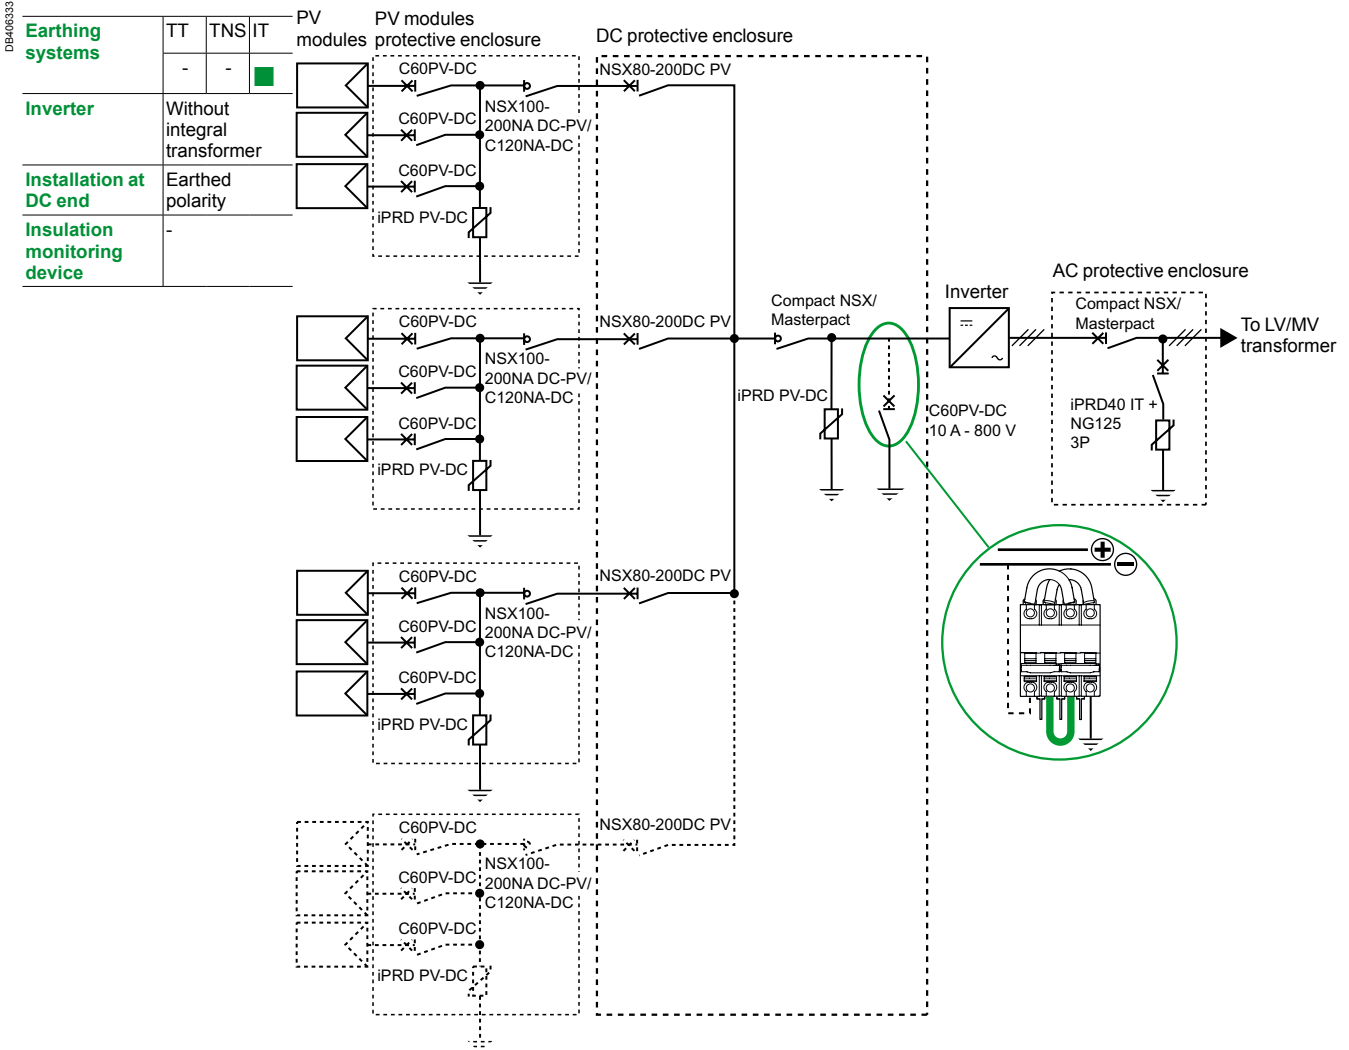 DB406333
Earthing systems
TT
TNS
IT
-
-
Inverter
Without
integral
transformer
Installation at
DC end
Earthed
polarity
Insulation
monitoring
device
-
PV
modules
PV modules
protective enclosure
DC protective enclosure
C60PV-DC
C60PV-DC
C60PV-DC
NSX100-
200NA DC-PV/
C120NA-DC
iPRD PV-DC
NSX80-200DC PV
C60PV-DC
C60PV-DC
C60PV-DC
NSX100-
200NA DC-PV/
C120NA-DC
iPRD PV-DC
NSX80-200DC PV
Compact NSX/
Masterpact
iPRD PV-DC
C60PV-DC
10 A - 800 V
Inverter
AC protective enclosure
Compact NSX/
Masterpact
iPRD40 IT +
NG125
3P
To LV/MV
transformer
+
−
C60PV-DC
C60PV-DC
C60PV-DC
NSX100-
200NA DC-PV/
C120NA-DC
iPRD PV-DC
NSX80-200DC PV
C60PV-DC
C60PV-DC
C60PV-DC
NSX100-
200NA DC-PV/
C120NA-DC
iPRD PV-DC
NSX80-200DC PV